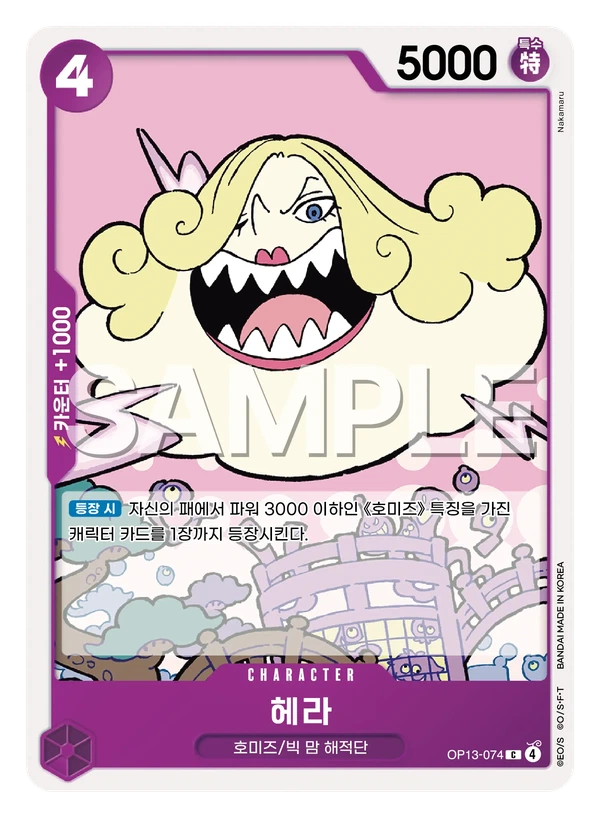 4
5000
특수
特
Nakamaru
카운터 +1000
SAMPLE
등장 시 자신의 패에서 파워 3000 이하인 《호미즈》 특징을 가진
캐릭터 카드를 1장까지 등장시킨다.
CHARACTER
헤라
호미즈/빅 맘 해적단
OP13-074 C 4
©EO/S ©O/S・F・T BANDAI MADE IN KOREA